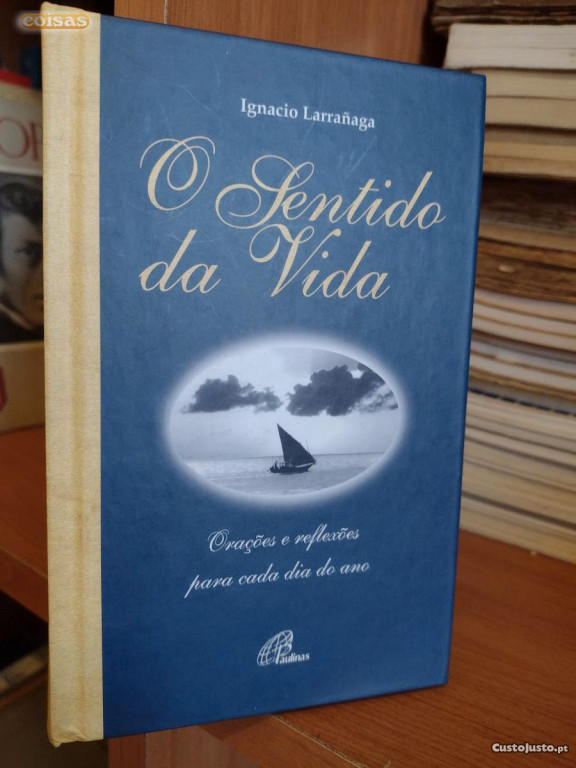 coisas
Ignacio Larrañaga
O Sentido
da Vida
Orações e reflexões
para cada dia do ano
Paulinas
CustoJusto.pt